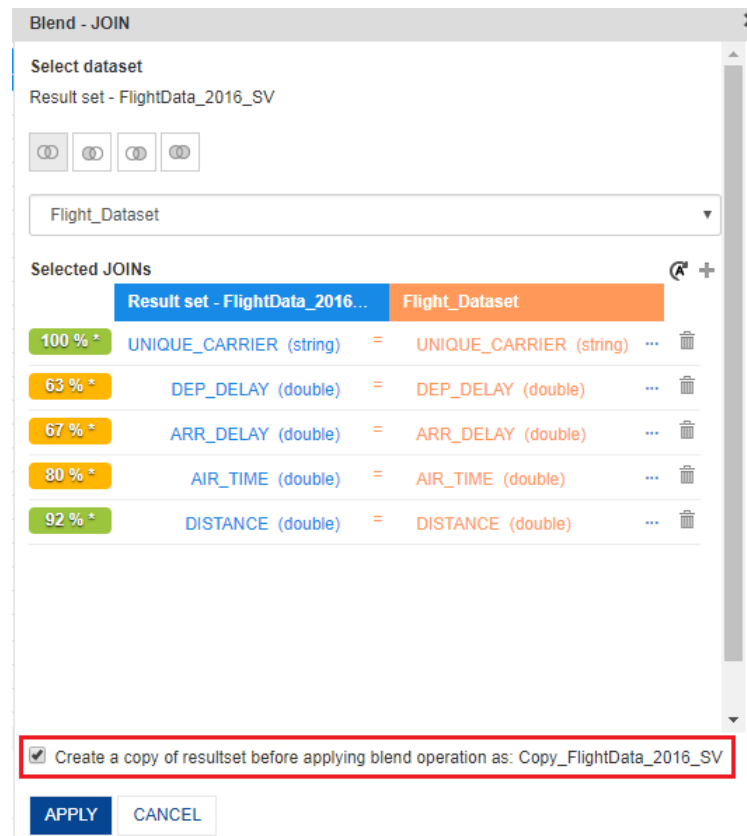 Blend - JOIN
Select dataset
Result set - FlightData_2016_SV
Flight_Dataset
Selected JOINs
Result set - FlightData_2016... Flight_Dataset
100 % * UNIQUE_CARRIER (string) = UNIQUE_CARRIER (string) ...
63 % * DEP_DELAY (double) = DEP_DELAY (double) ...
67 % * ARR_DELAY (double) = ARR_DELAY (double) ...
80 % * AIR_TIME (double) = AIR_TIME (double) ...
92 % * DISTANCE (double) = DISTANCE (double) ...
Create a copy of resultset before applying blend operation as: Copy_FlightData_2016_SV
APPLY CANCEL